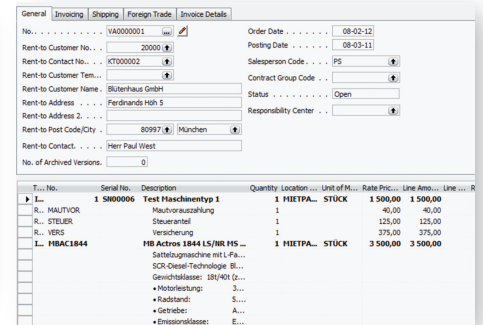 General Invoicing Shipping Foreign Trade Invoice Details
No. . . . . . . . . . . . . VA0000001 ... Order Date . . . . . . . 08-02-12
Rent-to Customer No. . . 20000 Posting Date . . . . . . 08-03-11
Rent-to Contact No. . . KT000002 Salesperson Code . . . . PS
Rent-to Customer Tem... Contract Group Code . .
Rent-to Customer Name . Blütenhaus GmbH Status . . . . . . . . . Open
Rent-to Address . . . . Ferdinands Höh 5
Rent-to Address 2. . . . Responsibility Center . .
Rent-to Post Code/City . 80997 München
Rent-to Contact. . . . . Herr Paul West
No. of Archived Versions. 0
T... No. Serial No. Description Quantity Location ... Unit of M... Rate Pric... Line Amo... Line ... R
I... 1 SN00006 Test Maschinentyp 1 1 MIETPA... STÜCK 1 500,00 1 500,00
R... MAUTVOR Mautvorauszahlung 1 40,00 40,00
R... STEUER Steueranteil 1 125,00 125,00
R... VERS Versicherung 1 375,00 375,00
I... MBAC1844 MB Actros 1844 LS/NR MS ... 1 MIETPA... STÜCK 3 500,00 3 500,00
Sattelzugmaschine mit L-Fa...
SCR-Diesel-Technologie Bl...
Gewichtsklasse: 18t/40t (z...
• Motorleistung: 3...
• Radstand: 5....
• Getriebe: A...
• Emissionsklasse: E...